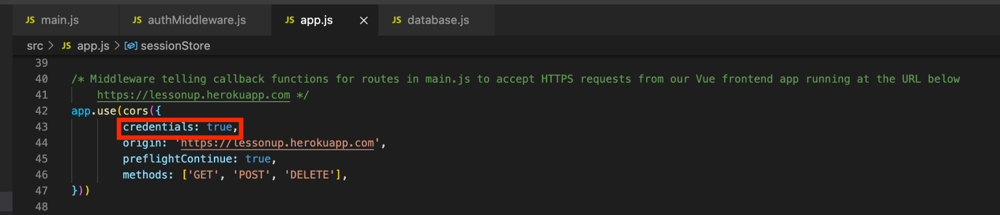 JS main.js JS authMiddleware.js JS app.js JS database.js
src > JS app.js > sessionStore
39
40 /* Middleware telling callback functions for routes in main.js to accept HTTPS requests from our Vue frontend app running at the URL below
41 https://lessonup.herokuapp.com */
42 app.use(cors({
43 credentials: true,
44 origin: 'https://lessonup.herokuapp.com',
45 preflightContinue: true,
46 methods: ['GET', 'POST', 'DELETE'],
47 }))
48